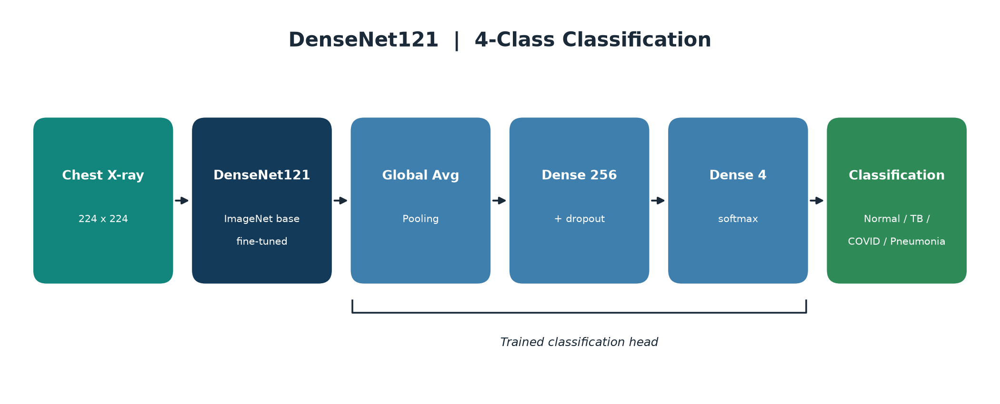 DenseNet121 | 4-Class Classification
Chest X-ray
224 x 224
DenseNet121
ImageNet base
fine-tuned
Global Avg
Pooling
Dense 256
+ dropout
Dense 4
softmax
Classification
Normal / TB /
COVID / Pneumonia
Trained classification head